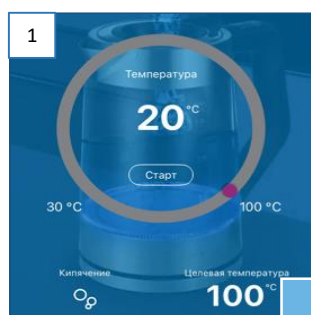 1
Температура
20°C
Старт
30 °C
100 °C
Кипячение
Целевая температура
100°C